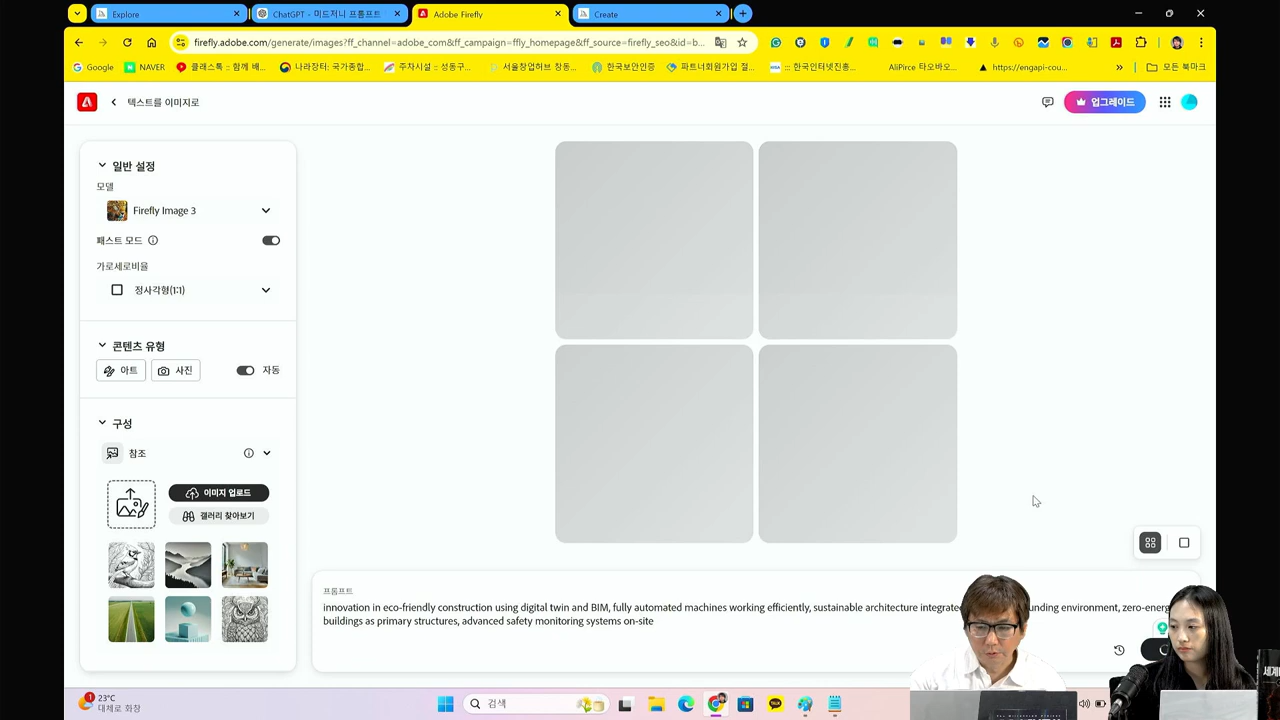 Explore
ChatGPT - 미드저니 프롬프트
Adobe Firefly
Create
firefly.adobe.com/generate/images?ff_channel=adobe_com&ff_campaign=ffly_homepage&ff_source=firefly_seo&id=b...
Google
NAVER
클래스톡 :: 함께 배...
나라장터: 국가종합...
주차시설 :: 성동구...
서울창업허브 창동...
한국보안인증
파트너회원가입 절...
::: 한국인터넷진흥...
AliPirce 타오바오...
https://engapi-cou...
»
모든 북마크
텍스트를 이미지로
업그레이드
일반 설정
모델
Firefly Image 3
패스트 모드
가로세로비율
정사각형(1:1)
콘텐츠 유형
아트
사진
자동
구성
참조
이미지 업로드
갤러리 찾아보기
프롬프트
innovation in eco-friendly construction using digital twin and BIM, fully automated machines working efficiently, sustainable architecture integrate unding environment, zero-energ
buildings as primary structures, advanced safety monitoring systems on-site
1
23°C
대체로 화창
검색
TALK
세계